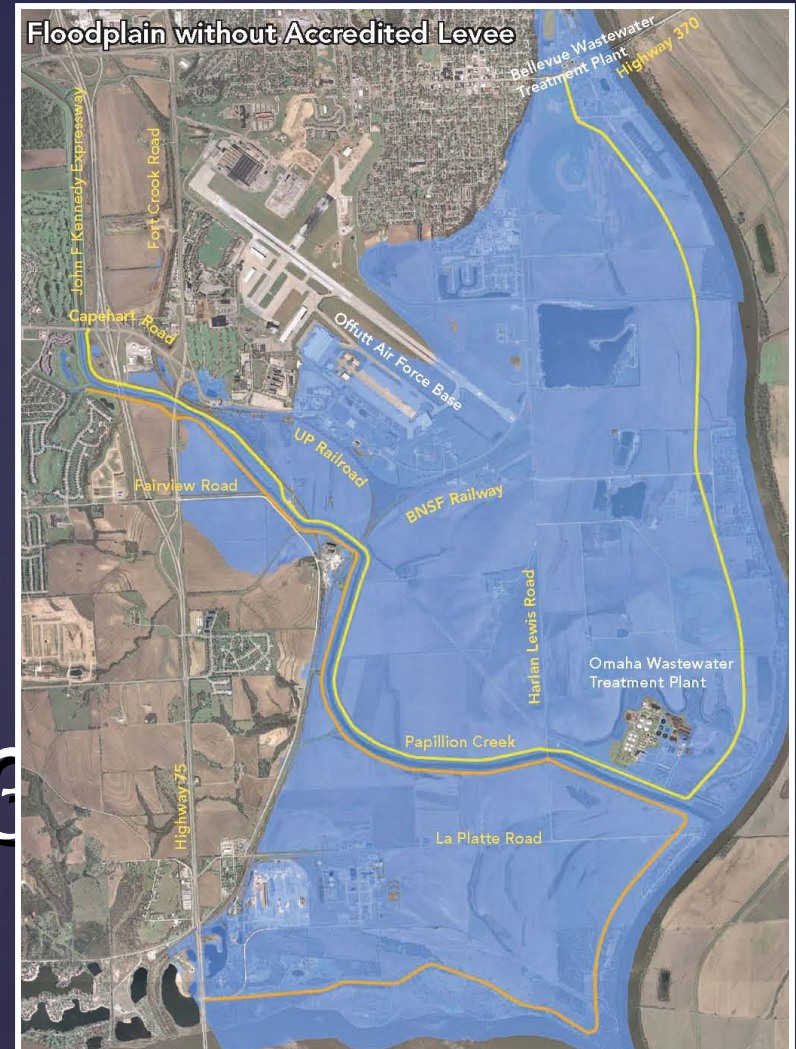 Floodplain without Accredited Levee
Bellevue Wastewater
Treatment Plant
Highway 370
John F Kennedy Expressway
Fort Crook Road
Capehart Road
Offutt Air Force Base
UP Railroad
Fairview Road
BNSF Railway
Harlan Lewis Road
Omaha Wastewater
Treatment Plant
Papillion Creek
Highway 75
La Platte Road